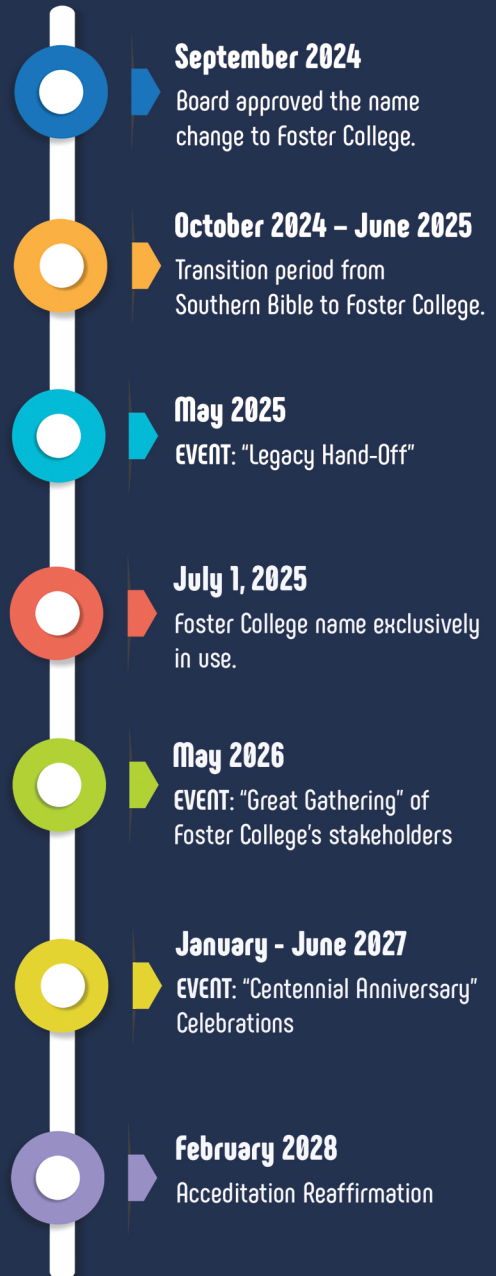 September 2024
Board approved the name
change to Foster College.
October 2024 – June 2025
Transition period from
Southern Bible to Foster College.
May 2025
EVENT: “Legacy Hand-Off”
July 1, 2025
Foster College name exclusively
in use.
May 2026
EVENT: “Great Gathering” of
Foster College’s stakeholders
January - June 2027
EVENT: “Centennial Anniversary”
Celebrations
February 2028
Acceditation Reaffirmation